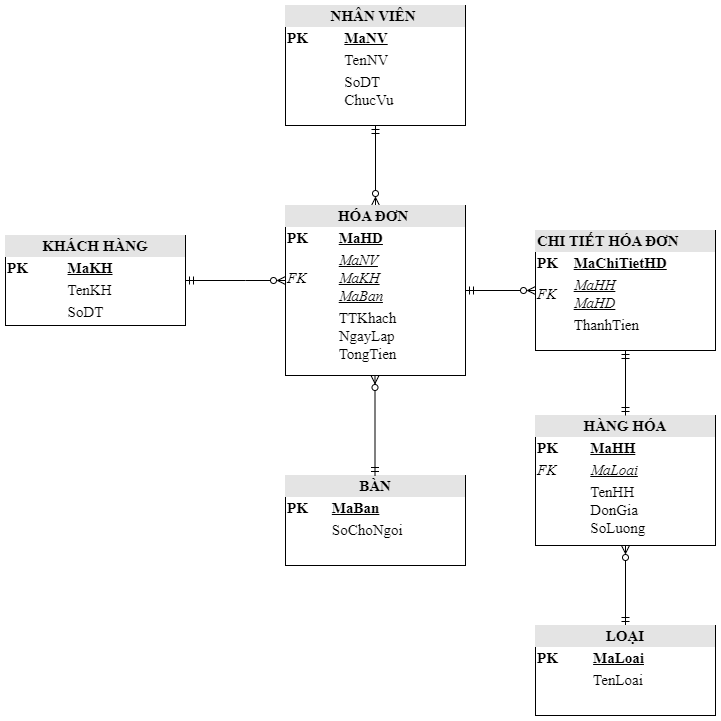 NHÂN VIÊN
PK MaNV
TenNV
SoDT
ChucVu
HÓA ĐƠN
PK MaHD
MaNV
FK MaKH
MaBan
TTKhach
NgayLap
TongTien
KHÁCH HÀNG
PK MaKH
TenKH
SoDT
CHI TIẾT HÓA ĐƠN
PK MaChiTietHD
MaHH
FK
MaHD
ThanhTien
HÀNG HÓA
PK MaHH
FK MaLoai
TenHH
DonGia
SoLuong
BÀN
PK MaBan
SoChoNgoi
LOẠI
PK MaLoai
TenLoai